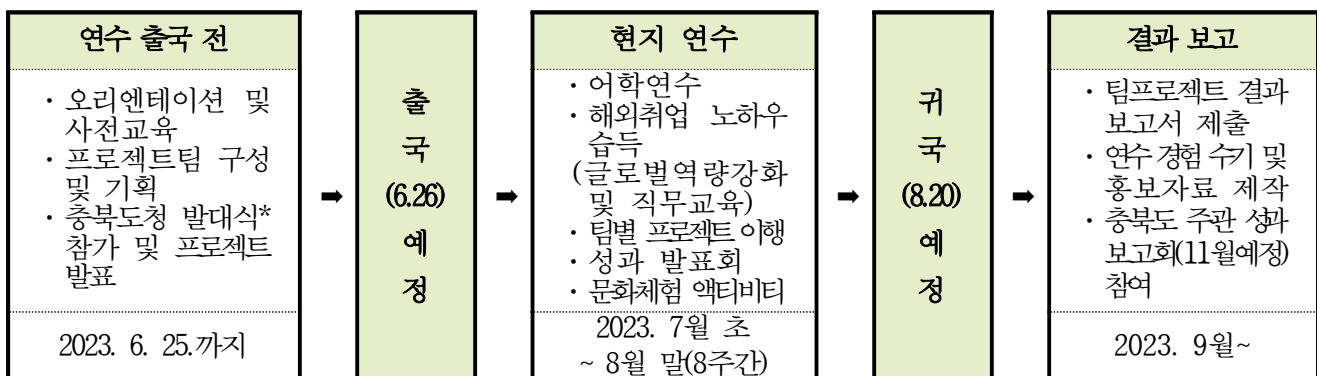 연수 출국 전
· 오리엔테이션 및
사전교육
· 프로젝트팀 구성
및 기획
· 충북도청 발대식*
참가 및 프로젝트
발표
2023. 6. 25.까지
➡
출
국
(6.26)
예
정
➡
현지 연수
· 어학연수
· 해외취업 노하우
습득
(글로벌역량강화
및 직무교육)
· 팀별 프로젝트 이행
· 성과 발표회
· 문화체험 액티비티
2023. 7월 초
~ 8월 말(8주간)
➡
귀
국
(8.20)
예
정
➡
결과 보고
· 팀프로젝트 결과
보고서 제출
· 연수 경험 수기 및
홍보자료 제작
· 충북도 주관 성과
보고회(11월예정)
참여
2023. 9월~